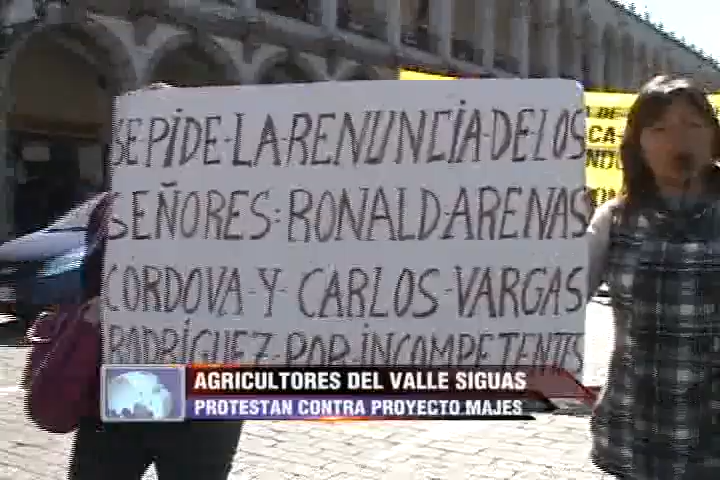 SE PIDE-LA-RENUNCIA-DE LOS
SEÑORES: RONALD-ARENAS
CORDOVA-Y-CARLOS-VARGAS
RODRÍGUEZ-POR-INCOMPETENTES
AGRICULTORES DEL VALLE SIGUAS
PROTESTAN CONTRA PROYECTO MAJES